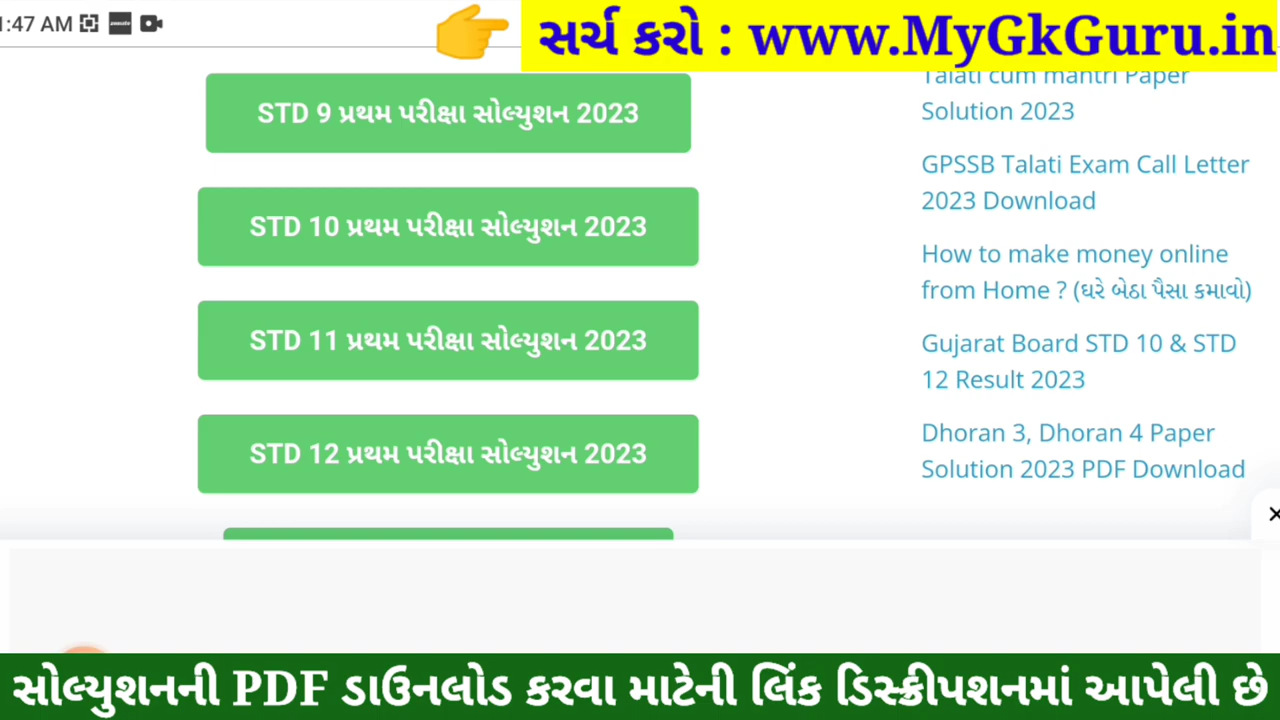 1:47 AM
સર્ચ કરો : www.MyGkGuru.in
STD 9 પ્રથમ પરીક્ષા સોલ્યુશન 2023
STD 10 પ્રથમ પરીક્ષા સોલ્યુશન 2023
STD 11 પ્રથમ પરીક્ષા સોલ્યુશન 2023
STD 12 પ્રથમ પરીક્ષા સોલ્યુશન 2023
Talati cum mantri Paper
Solution 2023
GPSSB Talati Exam Call Letter
2023 Download
How to make money online
from Home ? (ઘરે બેઠા પૈસા કમાવો)
Gujarat Board STD 10 & STD
12 Result 2023
Dhoran 3, Dhoran 4 Paper
Solution 2023 PDF Download
સોલ્યુશનની PDF ડાઉનલોડ કરવા માટેની લિંક ડિસ્ક્રીપશનમાં આપેલી છે